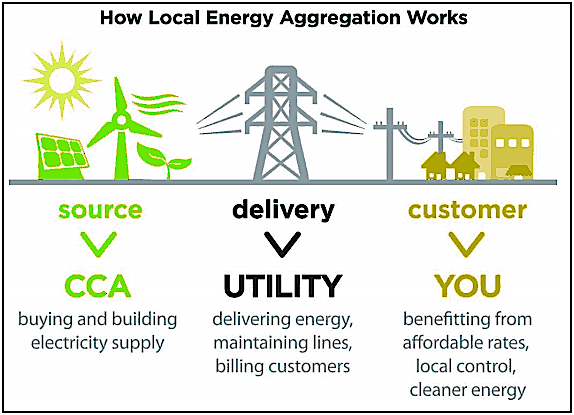 How Local Energy Aggregation Works
source
delivery
customer
CCA
UTILITY
YOU
buying and building
electricity supply
delivering energy,
maintaining lines,
billing customers
benefitting from
affordable rates,
local control,
cleaner energy